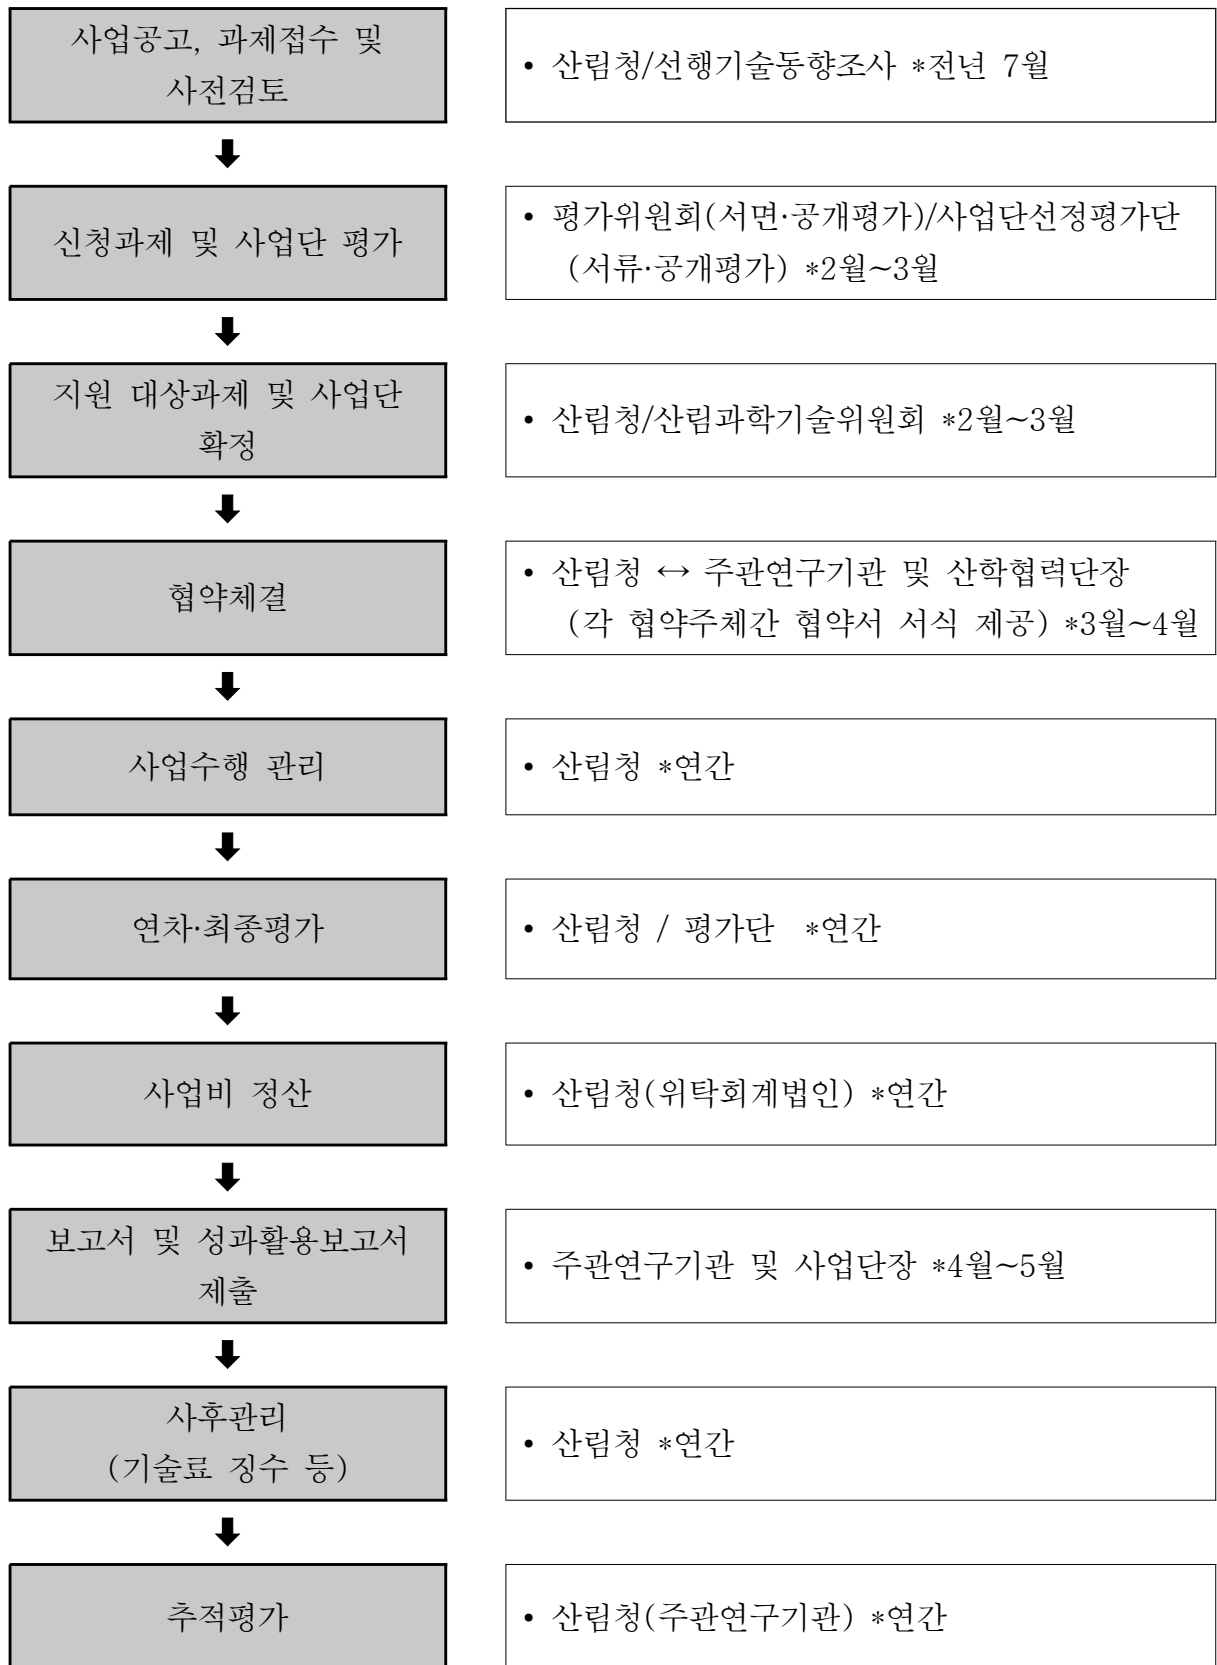 사업공고, 과제접수 및
사전검토
• 산림청/선행기술동향조사 *전년 7월
신청과제 및 사업단 평가
• 평가위원회(서면·공개평가)/사업단선정평가단
(서류·공개평가) *2월~3월
지원 대상과제 및 사업단
확정
• 산림청/산림과학기술위원회 *2월~3월
협약체결
• 산림청 ↔ 주관연구기관 및 산학협력단장
(각 협약주체간 협약서 서식 제공) *3월~4월
사업수행 관리
• 산림청 *연간
연차·최종평가
• 산림청 / 평가단 *연간
사업비 정산
• 산림청(위탁회계법인) *연간
보고서 및 성과활용보고서
제출
• 주관연구기관 및 사업단장 *4월~5월
사후관리
(기술료 징수 등)
• 산림청 *연간
추적평가
• 산림청(주관연구기관) *연간